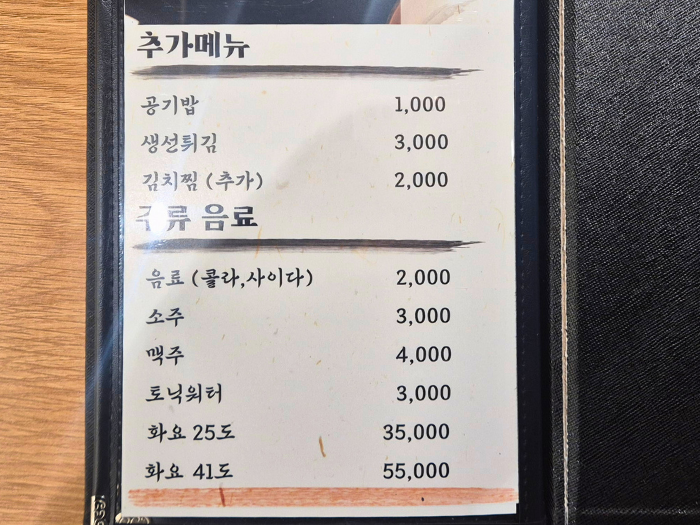 추가메뉴
공기밥 1,000
생선튀김 3,000
김치찜 (추가) 2,000
주류 음료
음료 (콜라,사이다) 2,000
소주 3,000
맥주 4,000
토닉워터 3,000
화요 25도 35,000
화요 41도 55,000